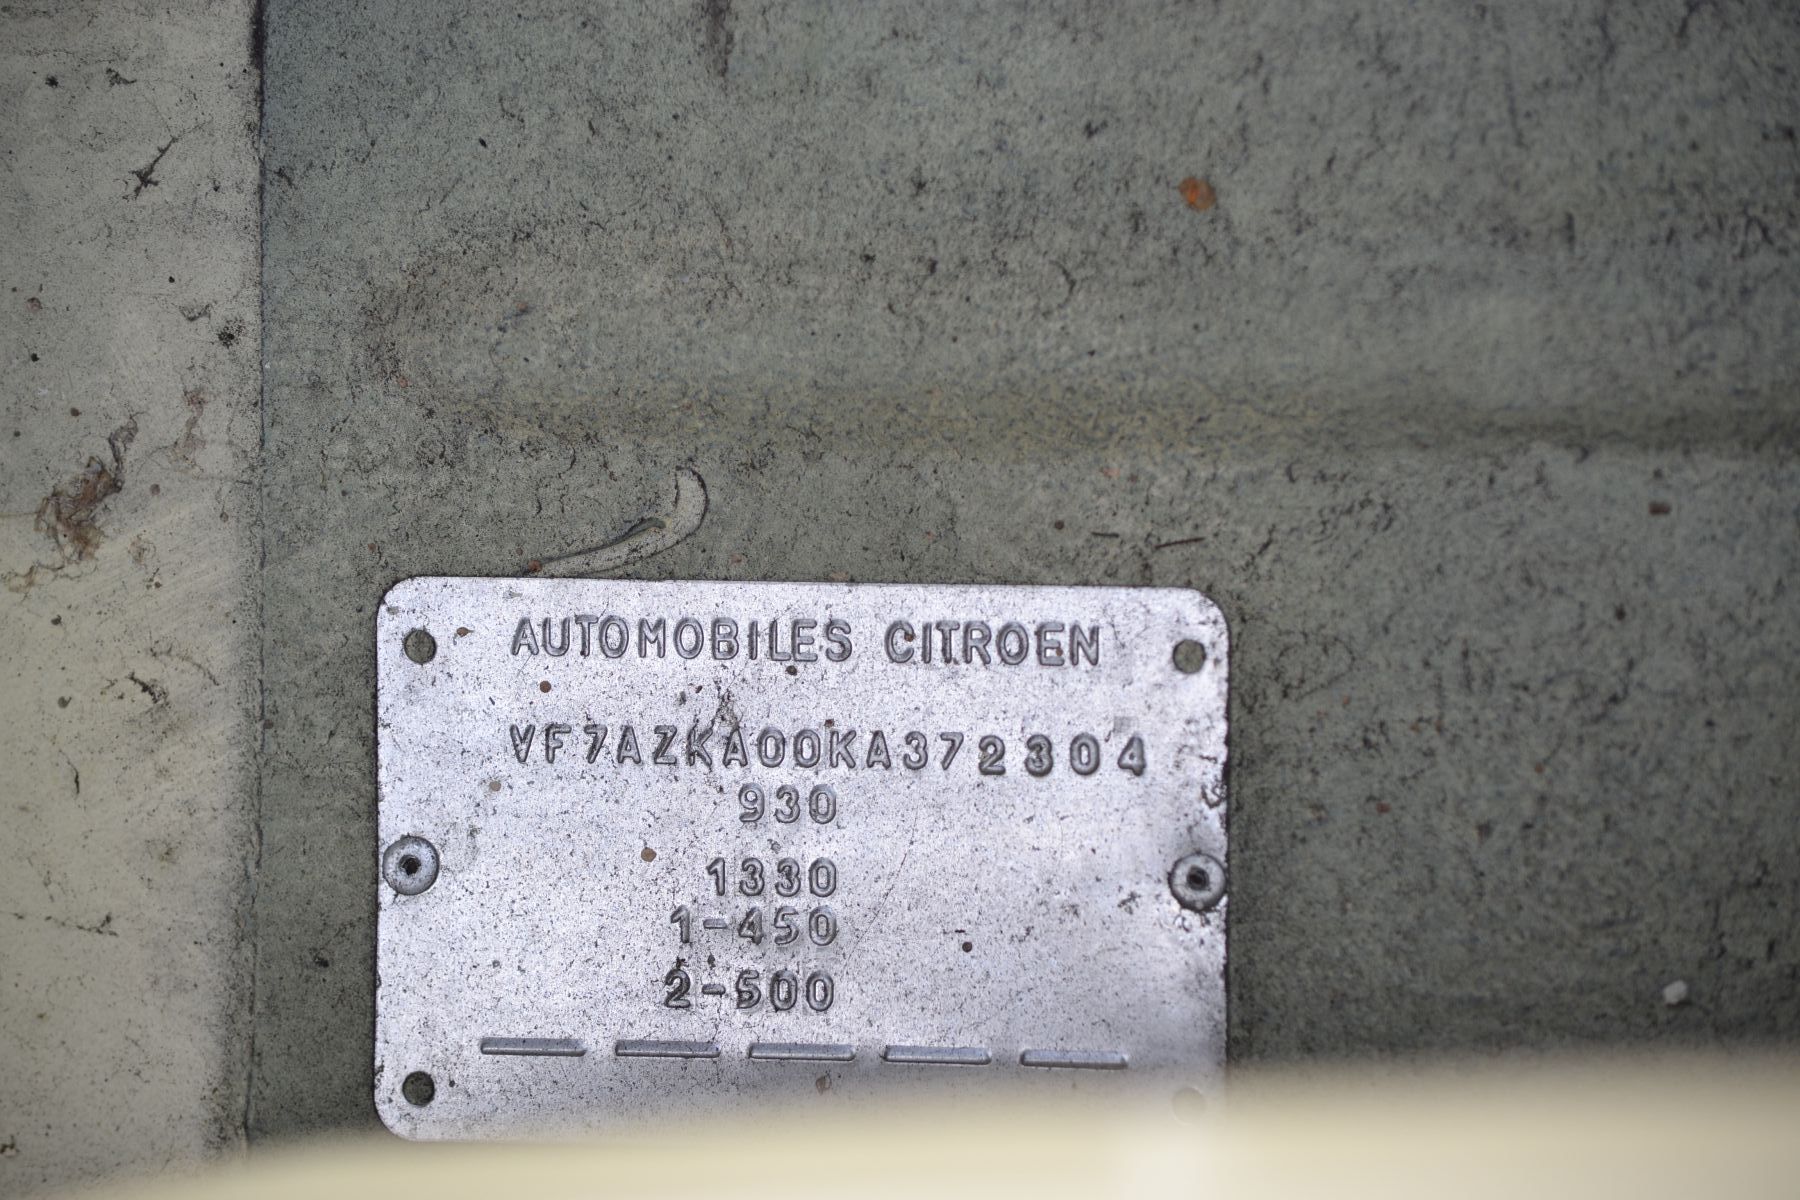 AUTOMOBILES CITROEN
VF7AZKA00KA372304
930
1330
1-450
2-500